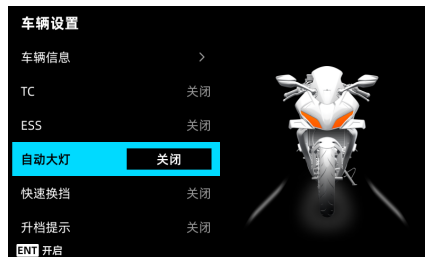 车辆设置
车辆信息 >
TC 关闭
ESS 关闭
自动大灯 关闭
快速换挡 关闭
升档提示 关闭
ENT 开启